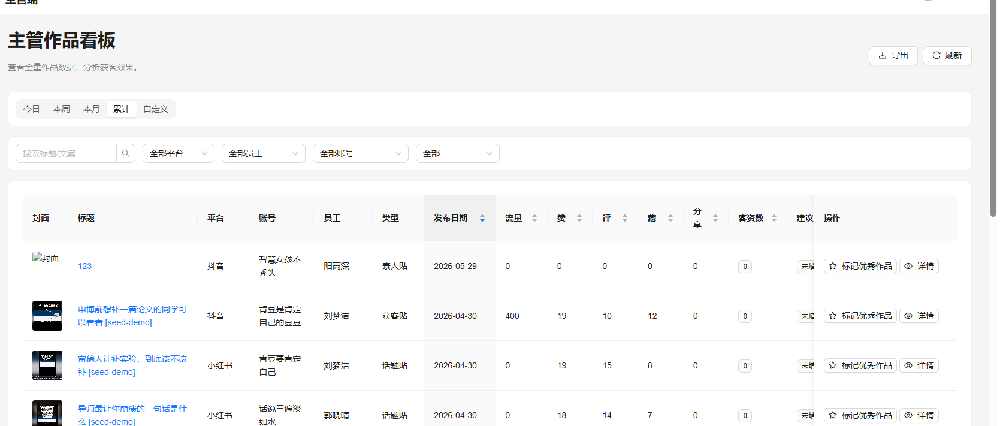 主管端
主管作品看板
查看全量作品数据，分析获客效果。
导出
刷新
今日 本周 本月 累计 自定义
搜索标题/文案 全部平台 全部员工 全部账号 全部
封面 标题 平台 账号 员工 类型 发布日期 流量 赞 评 藏 分享 客资数 建议 操作
封面 123 抖音 智慧女孩不秃头 阳高深 素人贴 2026-05-29 0 0 0 0 0 0 未填 标记优秀作品 详情
申博前想补一篇论文的同学可以看看 [seed-demo] 抖音 肯豆是肯定自己的豆豆 刘梦洁 获客贴 2026-04-30 400 19 10 12 0 0 未填 标记优秀作品 详情
审稿人让补实验，到底该不该补 [seed-demo] 小红书 肯豆要肯定自己 刘梦洁 话题贴 2026-04-30 0 19 15 8 0 0 未填 标记优秀作品 详情
导师最让你崩溃的一句话是什么 [seed-demo] 小红书 话说三遍淡如水 郭晓晴 话题贴 2026-04-30 0 18 14 7 0 0 未填 标记优秀作品 详情